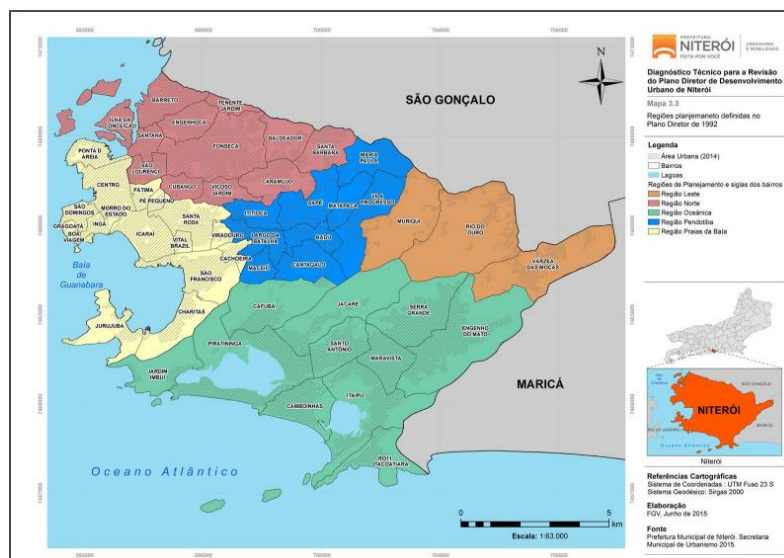 PREFEITURA
NITERÓI
FEITA POR VOCÊ
URBANISMO
E MOBILIDADE
Diagnóstico Técnico para a Revisão
do Plano Diretor de Desenvolvimento
Urbano de Niterói
Mapa 3.3
Regiões planjemaneto definidas no
Plano Diretor de 1992
Legenda
Área Urbana (2014)
Bairros
Lagoas
Regiões de Planejamento e siglas dos bairros
Região Leste
Região Norte
Região Oceânica
Região Pendotiba
Região Praias da Baía
N
SÃO GONÇALO
BARRETO
TENENTE
JARDIM
ILHA DA
CONCEIÇÃO
ENGENHOCA
SANTANA
FONSECA
BALDEADOR
SANTA
BÁRBARA
SÃO
LOURENÇO
CUBANGO
VIÇOSO
JARDIM
CARAMUJO
MARIA
PAULA
PONTA D
AREIA
CENTRO
FÁTIMA
PÉ PEQUENO
MORRO DO
ESTADO
SÃO
DOMINGOS
GRAGOATÁ
BOA
VIAGEM
INGÁ
ICARAÍ
SANTA
ROSA
VITAL
BRAZIL
VIRADOURO
ITITIOCA
LARGO DA
BATALHA
SAPÊ
MATAPACA
VILA
PROGRESSO
BADU
CACHOEIRA
MACEIÓ
CANTAGALO
MURIQUI
RIO DO
OURO
VARZEA
DAS MOÇAS
SÃO
FRANCISCO
CHARITAS
JURUJUBA
Baía
de
Guanabara
CAFUBÁ
JACARÉ
SERRA
GRANDE
ENGENHO
DO MATO
PIRATININGA
SANTO
ANTÔNIO
MARAVISTA
JARDIM
IMBUÍ
CAMBOINHAS
ITAIPU
ITACOATIARA
MARICÁ
Oceano Atlântico
0
5
km
Escala: 1:63.000
NITERÓI
SÃO GONÇALO
MARICÁ
Niterói
Referências Cartográficas
Sistema de Coordenadas : UTM Fuso 23 S
Sistema Geodésico: Sirgas 2000
Elaboração
FGV, Junho de 2015
Fonte
Prefeitura Municipal de Niterói. Secretaria
Municipal de Urbanismo 2015.